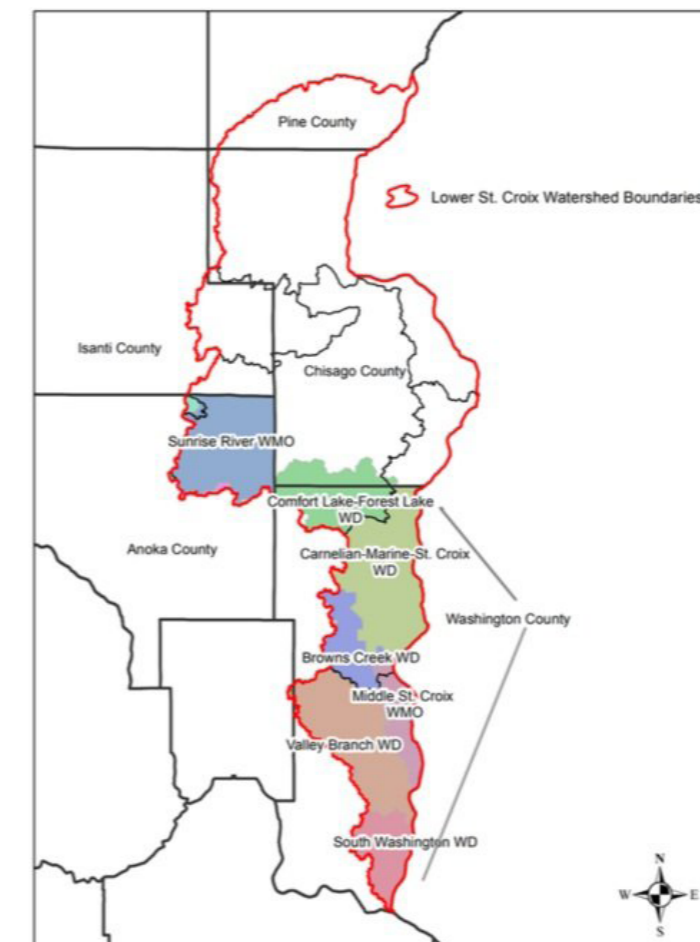 Pine County
Lower St. Croix Watershed Boundaries
Isanti County
Chisago County
Sunrise River WMO
Comfort Lake-Forest Lake
WD
Anoka County
Carnelian-Marine-St. Croix
WD
Washington County
Browns Creek WD
Middle St. Croix
WMO
Valley Branch WD
South Washington WD
N
W
E
S